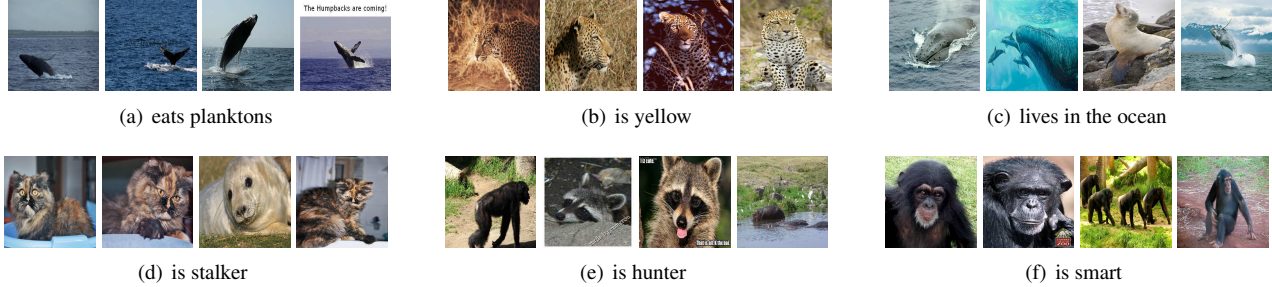 The Humpbacks are coming!
(a) eats planktons
(b) is yellow
(c) lives in the ocean
(d) is stalker
(e) is hunter
(f) is smart